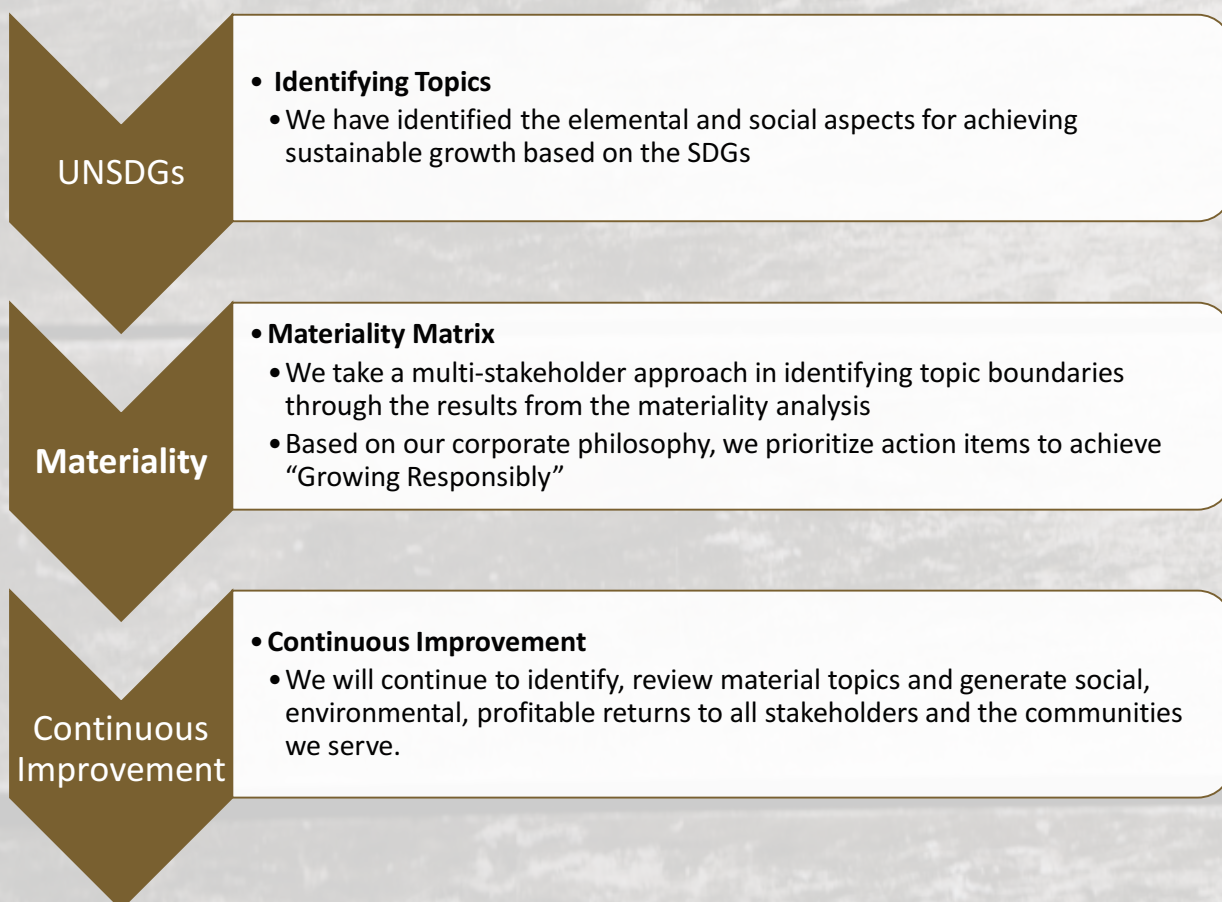 UNSDGs
• Identifying Topics
•We have identified the elemental and social aspects for achieving
sustainable growth based on the SDGs
Materiality
•Materiality Matrix
•We take a multi-stakeholder approach in identifying topic boundaries
through the results from the materiality analysis
•Based on our corporate philosophy, we prioritize action items to achieve
“Growing Responsibly”
Continuous
Improvement
•Continuous Improvement
•We will continue to identify, review material topics and generate social,
environmental, profitable returns to all stakeholders and the communities
we serve.